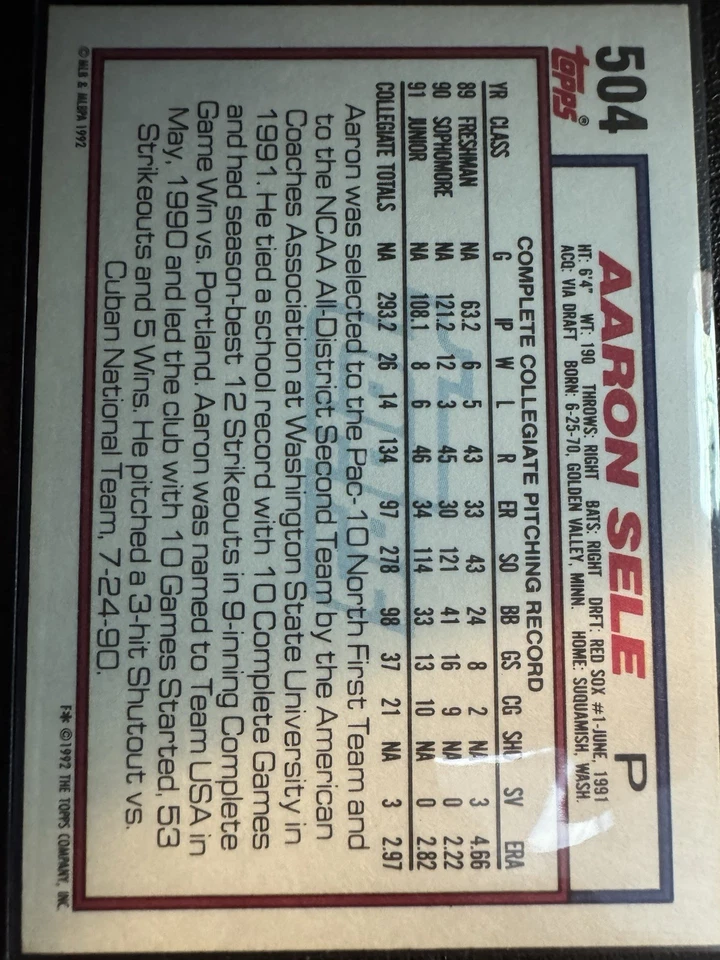 504
topps®
AARON SELE P
HT: 6'4" WT: 190 THROWS: RIGHT BATS: RIGHT DRFT: RED SOX #1-JUNE, 1991
ACQ: VIA DRAFT BORN: 6-25-70, GOLDEN VALLEY, MINN. HOME: SUQUAMISH, WASH.
COMPLETE COLLEGIATE PITCHING RECORD
YR CLASS G IP W L R ER SO BB GS CG SHO SV ERA
89 FRESHMAN NA 63.2 6 5 43 33 43 24 8 2 NA 3 4.66
90 SOPHOMORE NA 121.2 12 3 45 30 121 41 16 9 NA 0 2.22
91 JUNIOR NA 108.1 8 6 46 34 114 33 13 10 NA 0 2.82
COLLEGIATE TOTALS NA 293.2 26 14 134 97 278 98 37 21 NA 3 2.97
Aaron was selected to the Pac-10 North First Team and
to the NCAA All-District Second Team by the American
Coaches Association at Washington State University in
1991. He tied a school record with 10 Complete Games
and had season-best 12 Strikeouts in 9-inning Complete
Game Win vs. Portland. Aaron was named to Team USA in
May, 1990 and led the club with 10 Games Started, 53
Strikeouts and 5 Wins. He pitched a 3-hit Shutout vs.
Cuban National Team, 7-24-90.
© MLB & MLBPA 1992
F* ©1992 THE TOPPS COMPANY, INC.